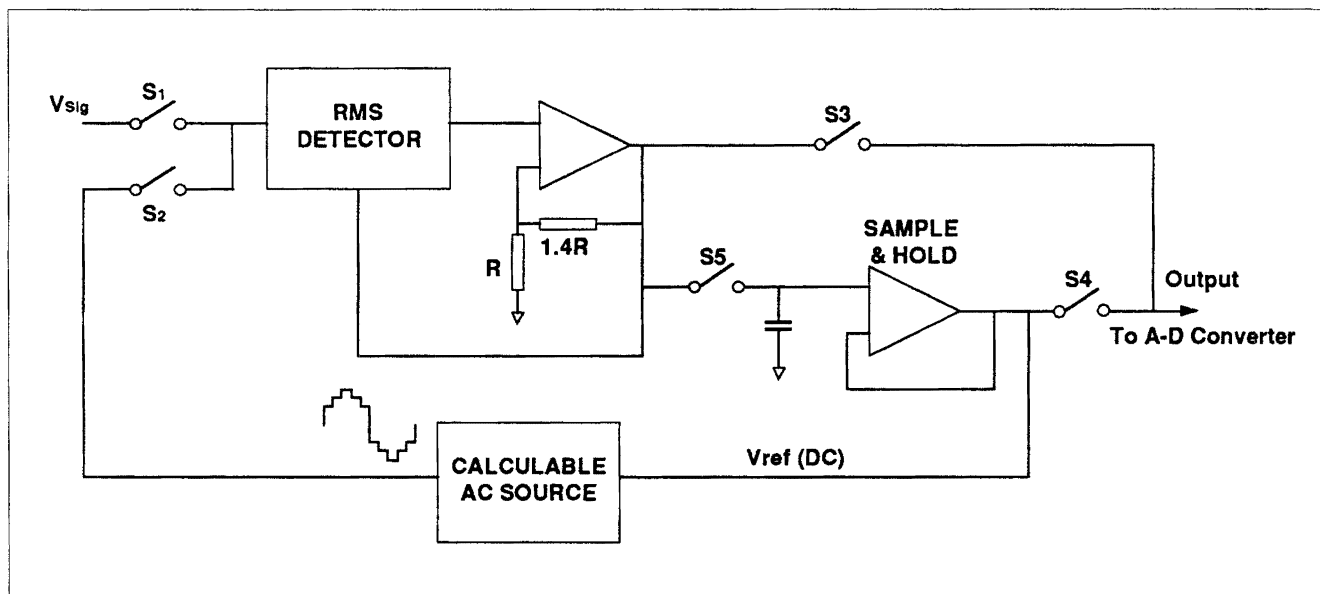 VSig
S1
S2
RMS
DETECTOR
R
1.4R
S3
S5
SAMPLE
& HOLD
S4
Output
To A-D Converter
Vref (DC)
CALCULABLE
AC SOURCE